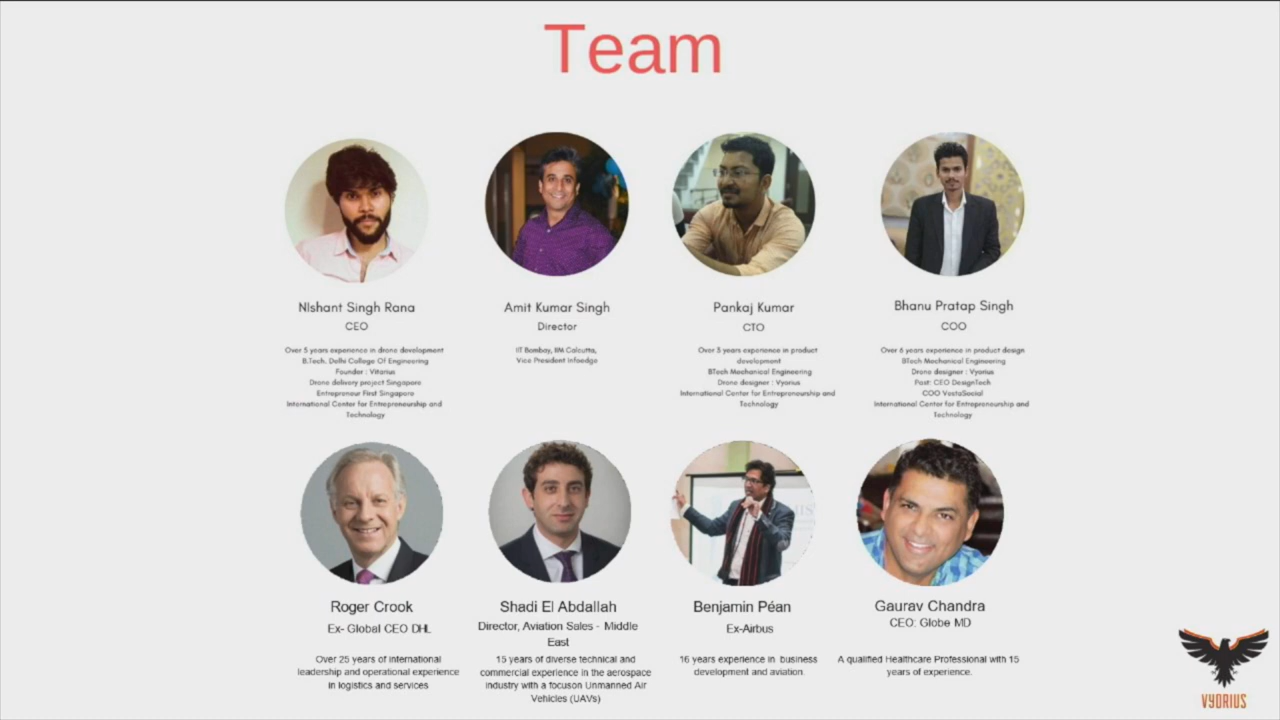 Team
NIshant Singh Rana
CEO
Over 5 years experience in drone development
B.Tech, Delhi College Of Engineering
Founder : Vitarius
Drone delivery project Singapore
Entrepreneur First Singapore
International Center for Entrepreneurship and
Technology
Amit Kumar Singh
Director
IIT Bombay, IIM Calcutta,
Vice President Infoedge
Pankaj Kumar
CTO
Over 3 years experience in product
development
BTech Mechanical Engineering
Drone designer : Vyorius
International Center for Entrepreneurship and
Technology
Bhanu Pratap Singh
COO
Over 6 years experience in product design
BTech Mechanical Engineering
Drone designer : Vyorius
Past: CEO DesignTech
COO VectaSocial
International Center for Entrepreneurship and
Technology
Roger Crook
Ex- Global CEO DHL
Over 25 years of international
leadership and operational experience
in logistics and services
Shadi El Abdallah
Director, Aviation Sales - Middle
East
15 years of diverse technical and
commercial experience in the aerospace
industry with a focuson Unmanned Air
Vehicles (UAVs)
Benjamin Péan
Ex-Airbus
16 years experience in business
development and aviation.
Gaurav Chandra
CEO: Globe MD
A qualified Healthcare Professional with 15
years of experience.
VYORIUS